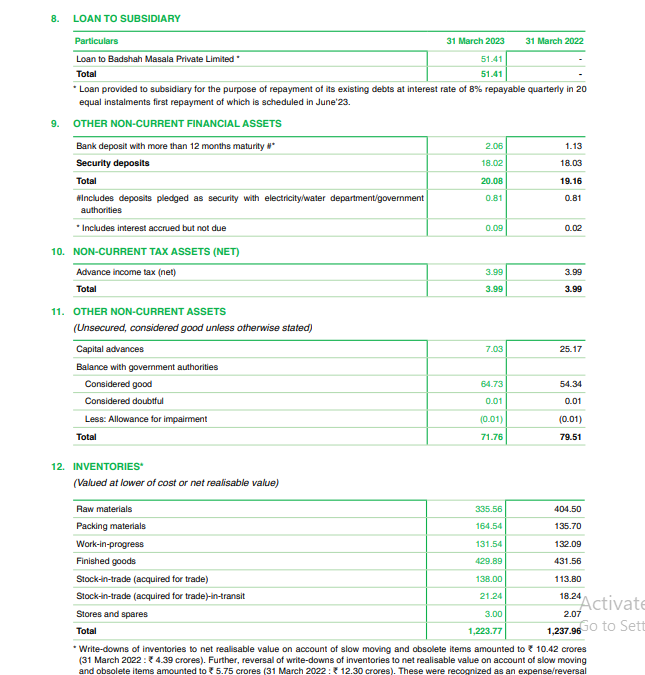 8. LOAN TO SUBSIDIARY
Particulars 31 March 2023 31 March 2022
Loan to Badshah Masala Private Limited * 51.41 -
Total 51.41 -
* Loan provided to subsidiary for the purpose of repayment of its existing debts at interest rate of 8% repayable quarterly in 20
equal instalments first repayment of which is scheduled in June'23.
9. OTHER NON-CURRENT FINANCIAL ASSETS
Bank deposit with more than 12 months maturity #* 2.06 1.13
Security deposits 18.02 18.03
Total 20.08 19.16
#Includes deposits pledged as security with electricity/water department/government 0.81 0.81
authorities
* Includes interest accrued but not due 0.09 0.02
10. NON-CURRENT TAX ASSETS (NET)
Advance income tax (net) 3.99 3.99
Total 3.99 3.99
11. OTHER NON-CURRENT ASSETS
(Unsecured, considered good unless otherwise stated)
Capital advances 7.03 25.17
Balance with government authorities
Considered good 64.73 54.34
Considered doubtful 0.01 0.01
Less: Allowance for impairment (0.01) (0.01)
Total 71.76 79.51
12. INVENTORIES*
(Valued at lower of cost or net realisable value)
Raw materials 335.56 404.50
Packing materials 164.54 135.70
Work-in-progress 131.54 132.09
Finished goods 429.89 431.56
Stock-in-trade (acquired for trade) 138.00 113.80
Stock-in-trade (acquired for trade)-in-transit 21.24 18.24
Activate
Stores and spares 3.00 2.07
Total 1,223.77 1,237.96
Go to Sett
* Write-downs of inventories to net realisable value on account of slow moving and obsolete items amounted to ₹ 10.42 crores
(31 March 2022 : ₹ 4.39 crores). Further, reversal of write-downs of inventories to net realisable value on account of slow moving
and obsolete items amounted to ₹ 5.75 crores (31 March 2022 : ₹ 12.30 crores). These were recognized as an expense/reversal